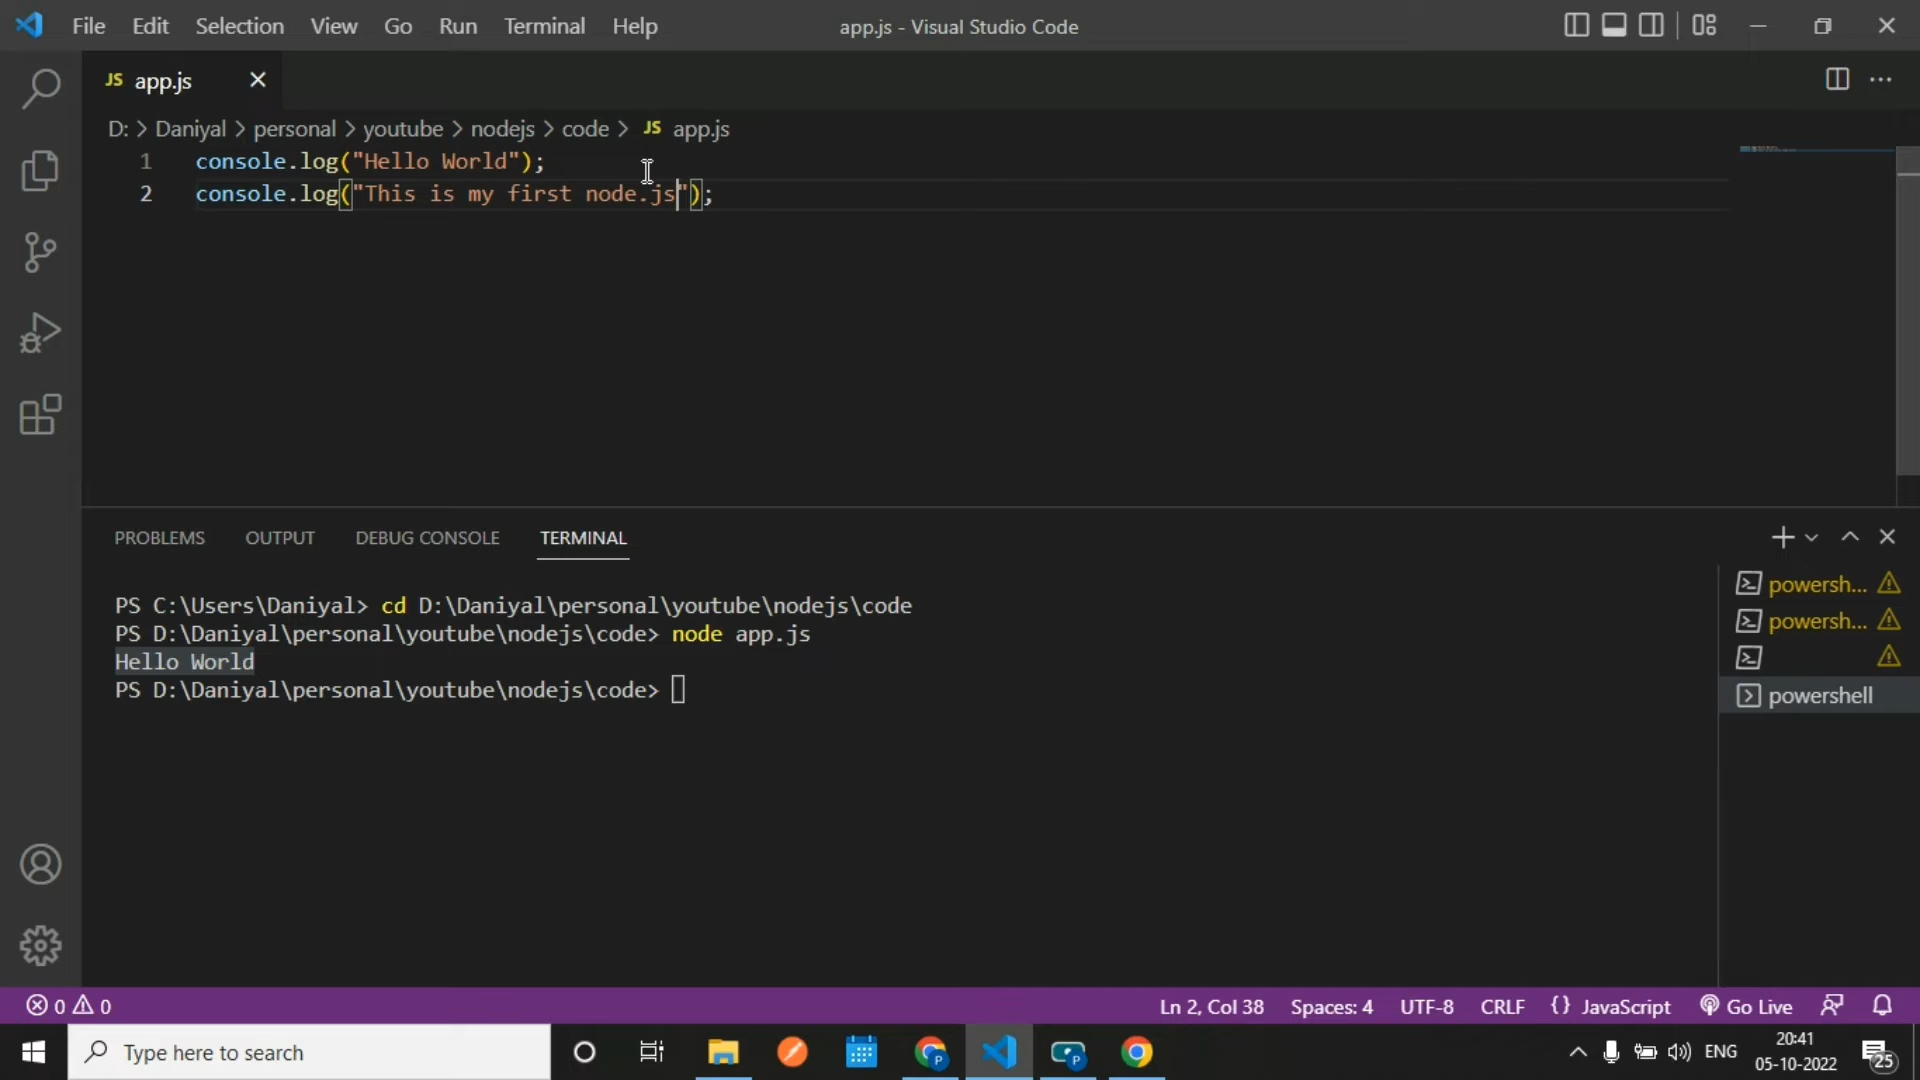 File Edit Selection View Go Run Terminal Help app.js - Visual Studio Code
JS app.js
D: > Daniyal > personal > youtube > nodejs > code > JS app.js
1 console.log("Hello World");
2 console.log("This is my first node.js");
PROBLEMS OUTPUT DEBUG CONSOLE TERMINAL
PS C:\Users\Daniyal> cd D:\Daniyal\personal\youtube\nodejs\code
PS D:\Daniyal\personal\youtube\nodejs\code> node app.js
Hello World
PS D:\Daniyal\personal\youtube\nodejs\code>
powersh...
powersh...
powershell
0 0 Ln 2, Col 38 Spaces: 4 UTF-8 CRLF {} JavaScript Go Live
Type here to search
ENG
20:41
05-10-2022
25